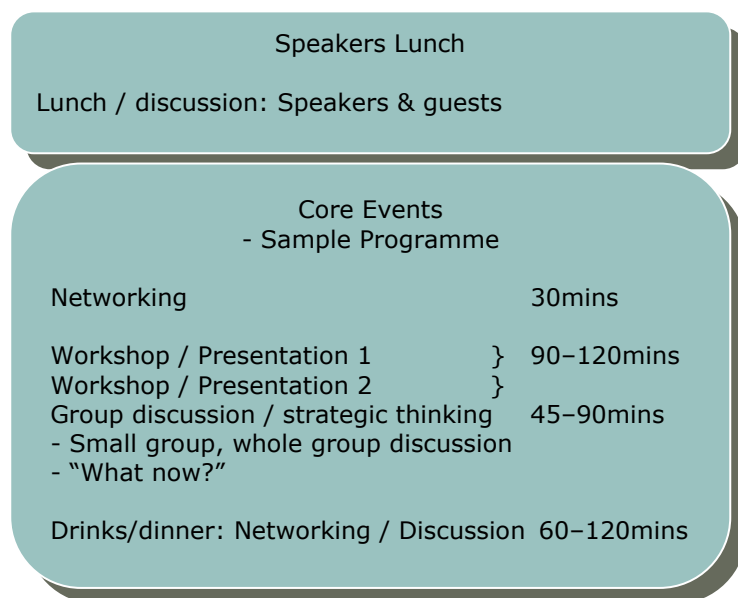 Speakers Lunch
Lunch / discussion: Speakers & guests
Core Events
- Sample Programme
Networking 30mins
Workshop / Presentation 1 } 90–120mins
Workshop / Presentation 2 }
Group discussion / strategic thinking 45–90mins
- Small group, whole group discussion
- “What now?”
Drinks/dinner: Networking / Discussion 60–120mins